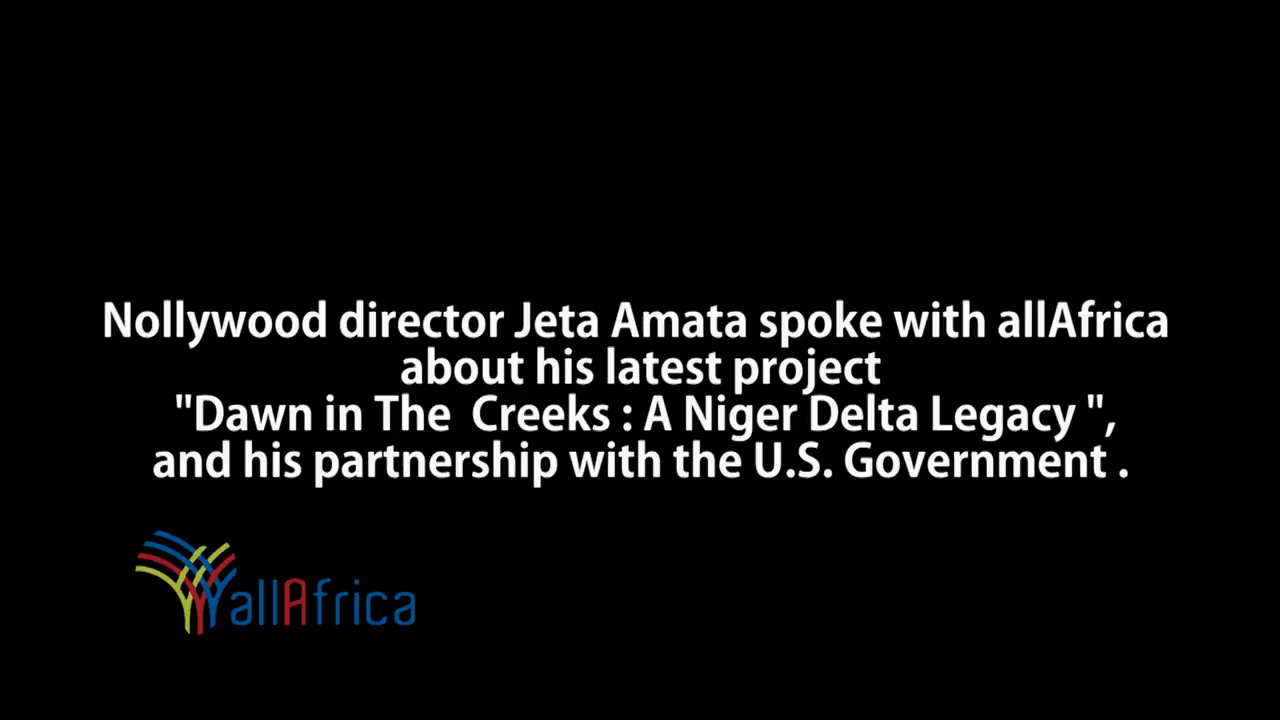 Nollywood director Jeta Amata spoke with allAfrica
about his latest project
"Dawn in The  Creeks : A Niger Delta Legacy ",
and his partnership with the U.S. Government .
allAfrica